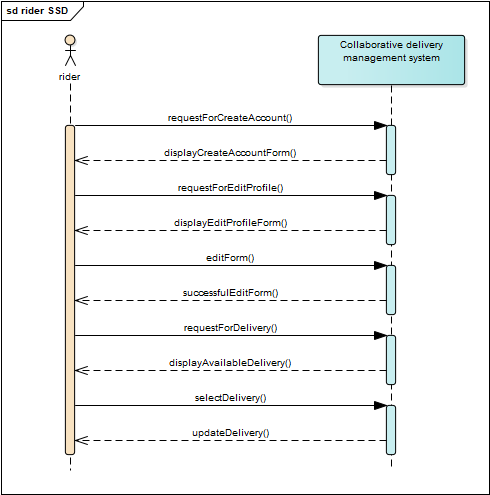 sd rider SSD
rider
Collaborative delivery
management system
requestForCreateAccount()
displayCreateAccountForm()
requestForEditProfile()
displayEditProfileForm()
editForm()
successfulEditForm()
requestForDelivery()
displayAvailableDelivery()
selectDelivery()
updateDelivery()